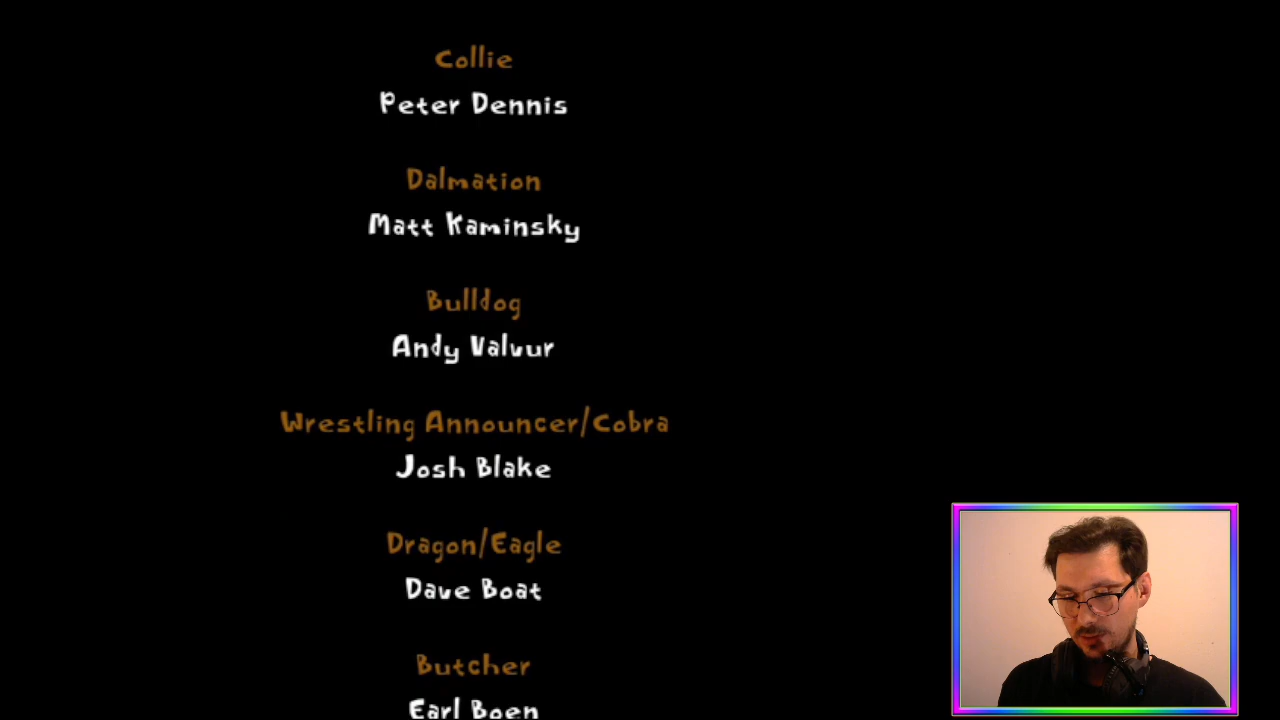 Collie
Peter Dennis
Dalmation
Matt Kaminsky
Bulldog
Andy Valvur
Wrestling Announcer/Cobra
Josh Blake
Dragon/Eagle
Dave Boat
Butcher
Earl Boen